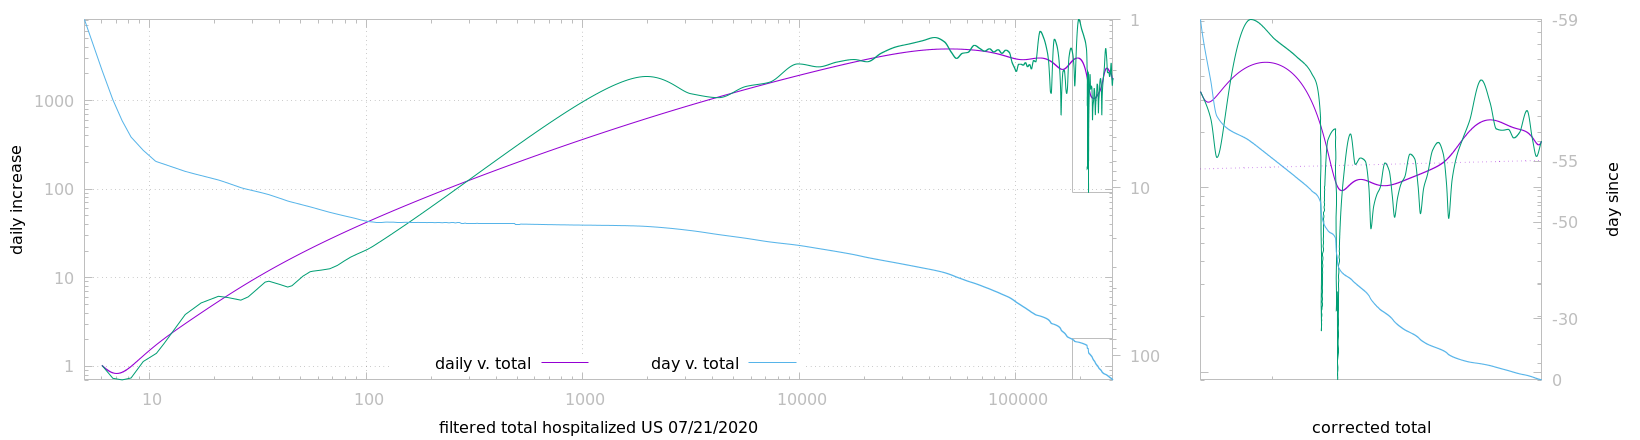 1000
100
10
1
daily increase
10
100
1000
10000
100000
filtered total hospitalized US 07/21/2020
daily v. total
day v. total
1
10
100
-59
-55
-50
-30
0
day since
corrected total